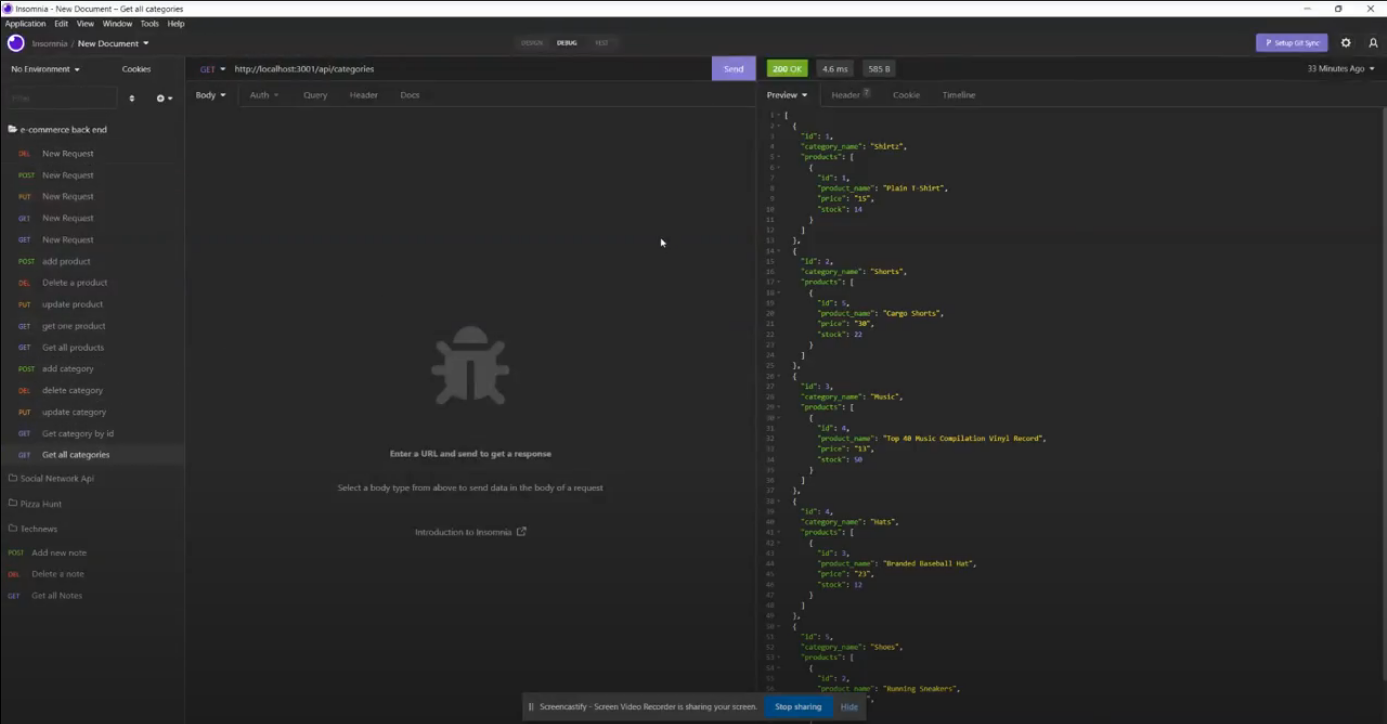 Insomnia - New Document – Get all categories
Application Edit View Window Tools Help
Insomnia / New Document
DESIGN DEBUG TEST
Setup Git Sync
No Environment Cookies
GET http://localhost:3001/api/categories Send
200 OK 4.6 ms 585 B 33 Minutes Ago
Filter
Body Auth Query Header Docs
Preview Header 7 Cookie Timeline
e-commerce back end
DEL New Request
POST New Request
PUT New Request
GET New Request
GET New Request
POST add product
DEL Delete a product
PUT update product
GET get one product
GET Get all products
POST add category
DEL delete category
PUT update category
GET Get category by id
GET Get all categories
Social Network Api
Pizza Hunt
Technews
POST Add new note
DEL Delete a note
GET Get all Notes
Enter a URL and send to get a response
Select a body type from above to send data in the body of a request
Introduction to Insomnia
1 [
2 {
3 "id": 1,
4 "category_name": "Shirtz",
5 "products": [
6 {
7 "id": 1,
8 "product_name": "Plain T-Shirt",
9 "price": "15",
10 "stock": 14
11 }
12 ]
13 },
14 {
15 "id": 2,
16 "category_name": "Shorts",
17 "products": [
18 {
19 "id": 5,
20 "product_name": "Cargo Shorts",
21 "price": "30",
22 "stock": 22
23 }
24 ]
25 },
26 {
27 "id": 3,
28 "category_name": "Music",
29 "products": [
30 {
31 "id": 4,
32 "product_name": "Top 40 Music Compilation Vinyl Record",
33 "price": "13",
34 "stock": 50
35 }
36 ]
37 },
38 {
39 "id": 4,
40 "category_name": "Hats",
41 "products": [
42 {
43 "id": 3,
44 "product_name": "Branded Baseball Hat",
45 "price": "23",
46 "stock": 12
47 }
48 ]
49 },
50 {
51 "id": 5,
52 "category_name": "Shoes",
53 "products": [
54 {
55 "id": 2,
56 "product_name": "Running Sneakers",
Screencastify - Screen Video Recorder is sharing your screen. Stop sharing Hide